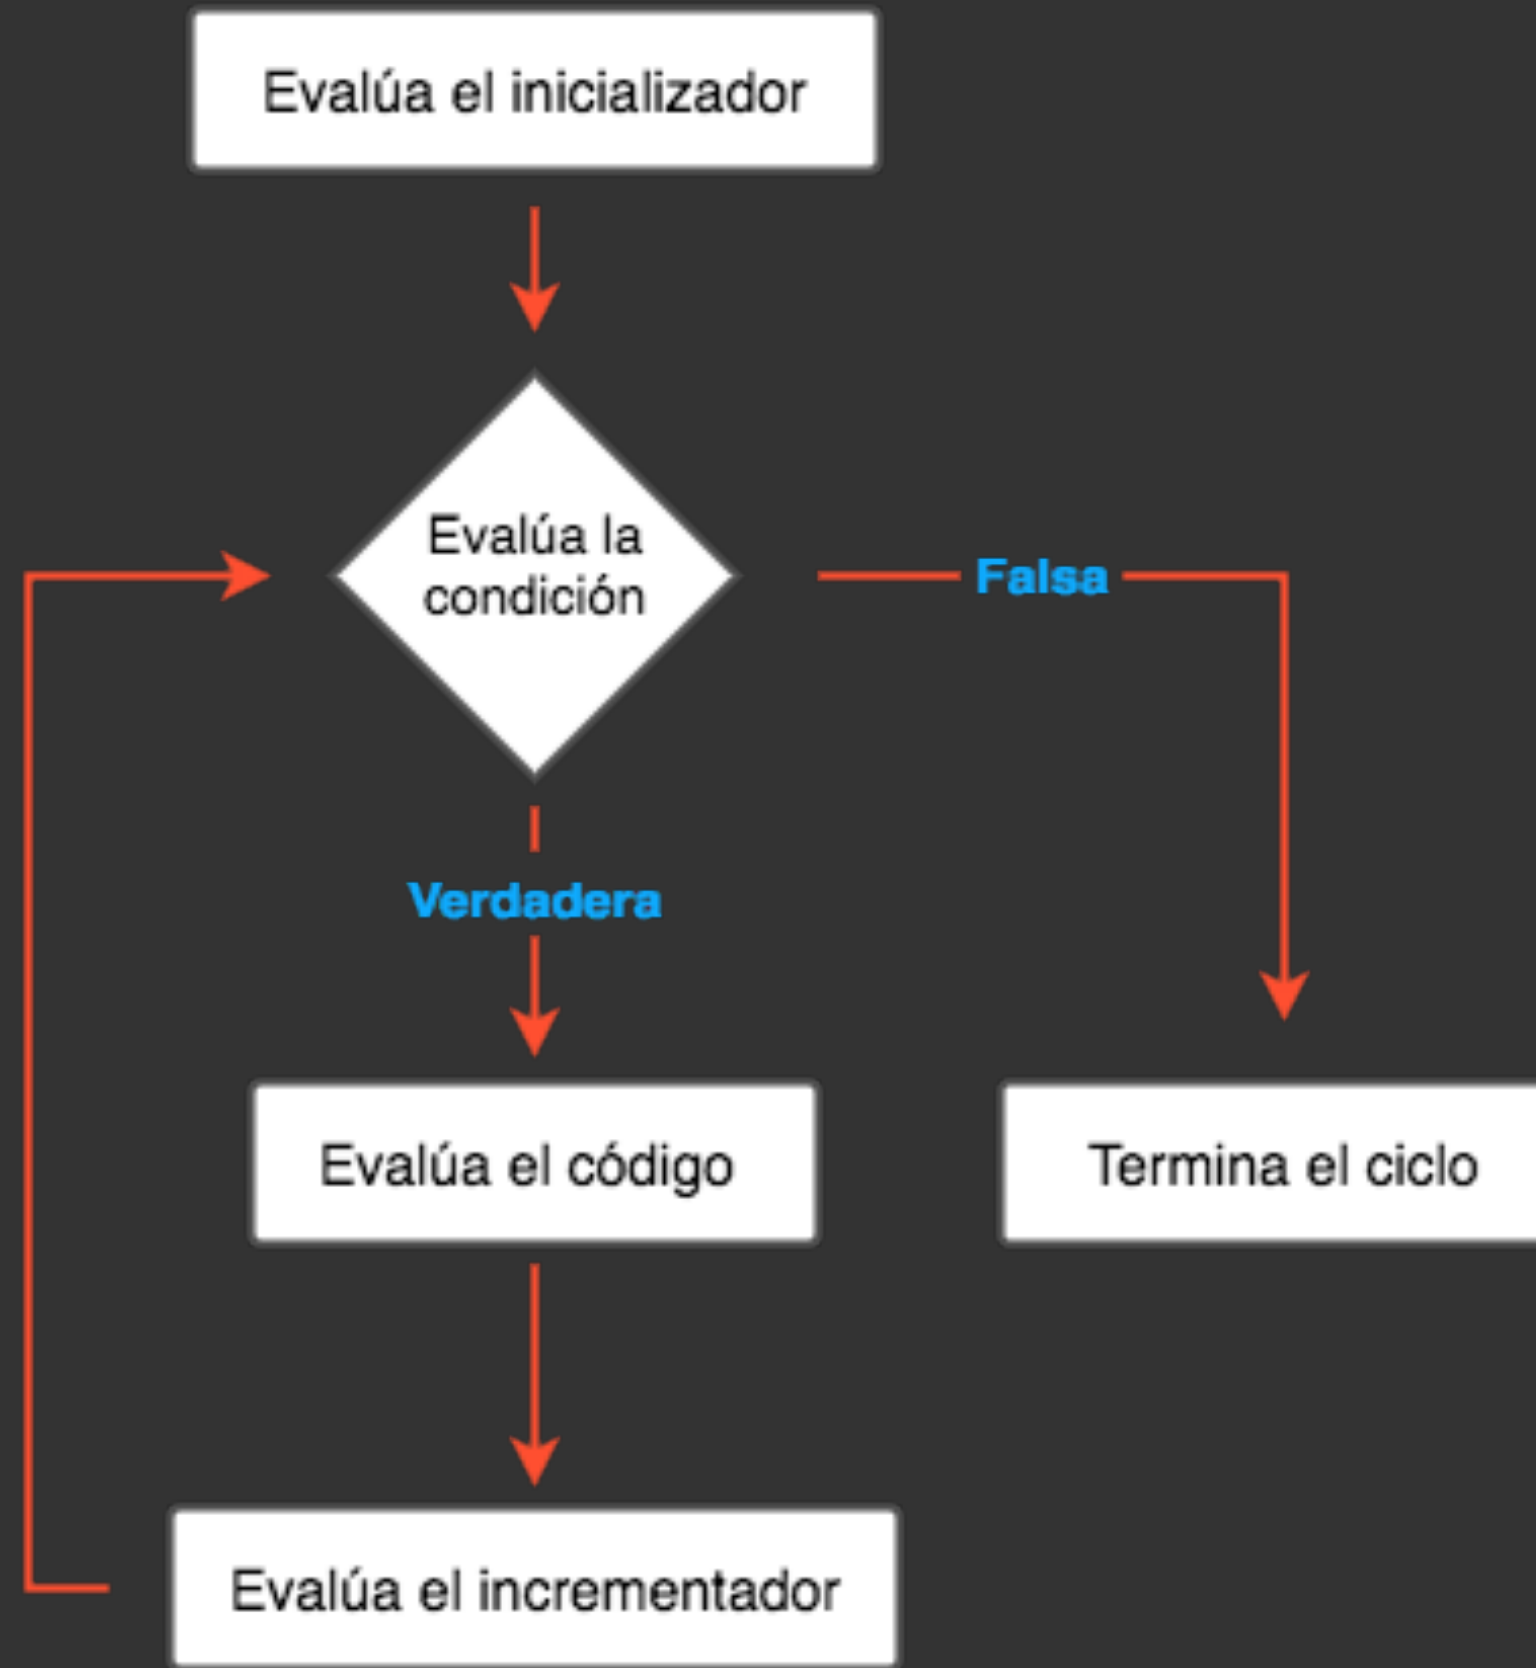 Evalúa el inicializador
Evalúa la
condición
Falsa
Verdadera
Evalúa el código
Termina el ciclo
Evalúa el incrementador